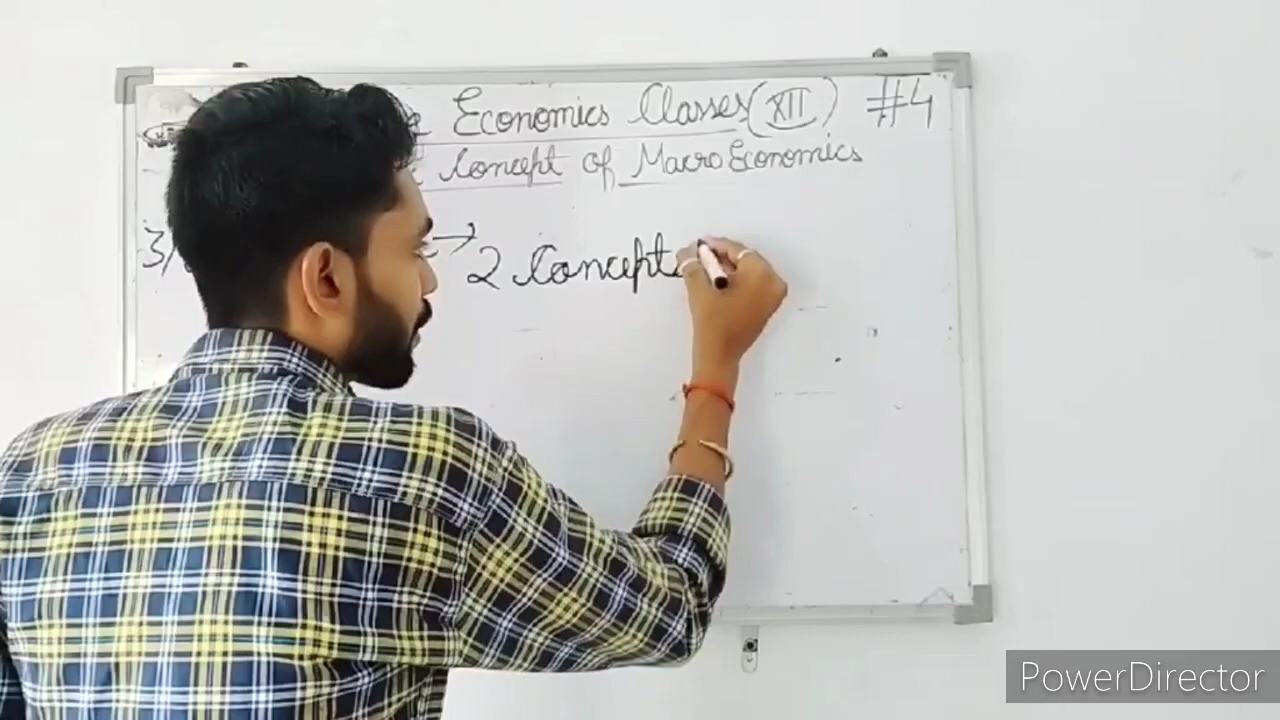 Economics Classes (XII) #4
Concept of Macro Economics
3/ → 2 Concepts
PowerDirector